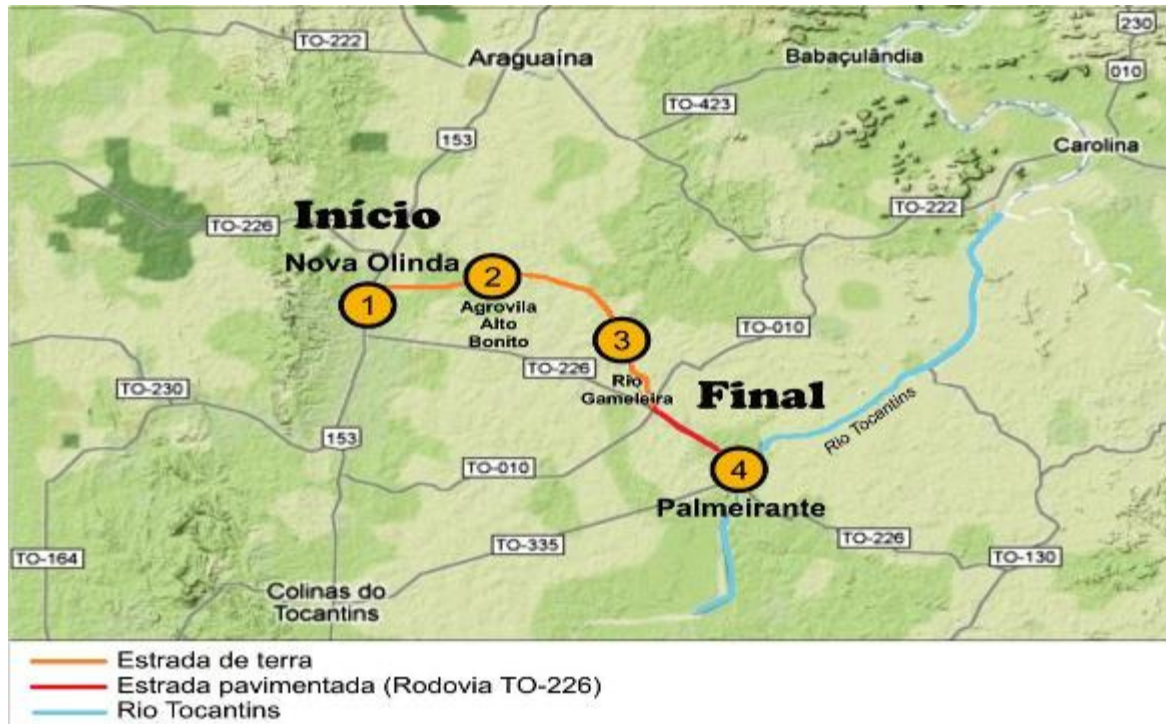 TO-222
Araguaína
Babaçulândia
230
010
TO-423
153
Carolina
TO-226
Início
TO-222
Nova Olinda
2
1
Agrovila
Alto
Bonito
3
TO-010
TO-226
Rio
Gameleira
Final
TO-230
153
Rio Tocantins
TO-010
4
Palmeirante
TO-335
TO-226
TO-164
TO-130
Colinas do
Tocantins
Estrada de terra
Estrada pavimentada (Rodovia TO-226)
Rio Tocantins